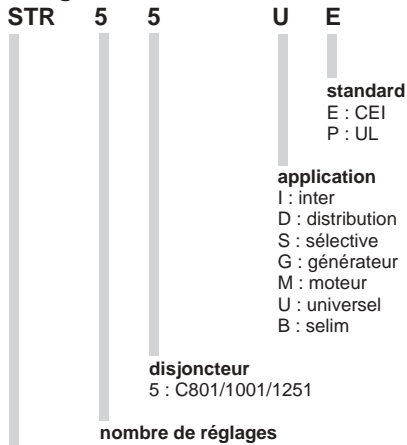 STR 5 5 U E
standard
E : CEI
P : UL
application
I : inter
D : distribution
S : sélective
G : générateur
M : moteur
U : universel
B : selim
disjoncteur
5 : C801/1001/1251
nombre de réglages